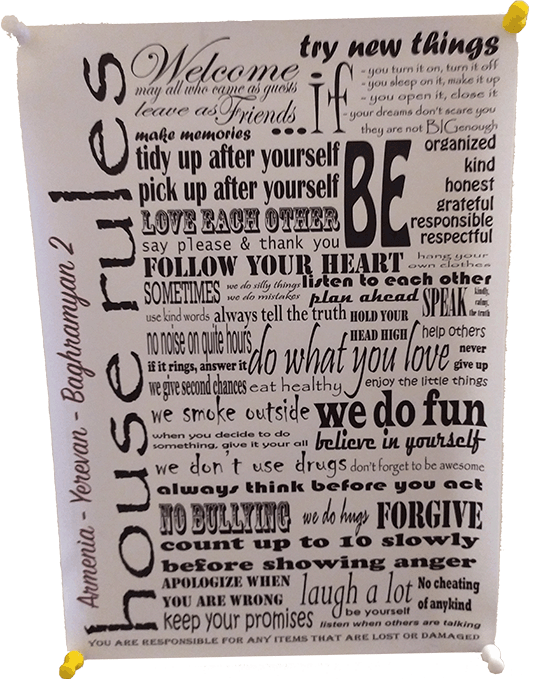 Armenia - Yerevan - Baghramyan 2
house rules
try new things
Welcome
may all who came as guests
leave as Friends
...if
- you turn it on, turn it off
- you sleep on it, make it up
- you open it, close it
- your dreams don't scare you
they are not BIGenough
make memories
tidy up after yourself
pick up after yourself
LOVE EACH OTHER
say please & thank you
BE
organized
kind
honest
grateful
responsible
respectful
FOLLOW YOUR HEART
hang your
own clothes
SOMETIMES
we do silly things
we do mistakes
listen to each other
plan ahead
SPEAK
kindly,
calmy,
the truth
use kind words
always tell the truth
HOLD YOUR
HEAD HIGH
help others
no noise on quite hours
if it rings, answer it
do what you love
never
give up
we give second chances
eat healthy
enjoy the little things
we smoke outside
we do fun
when you decide to do
something, give it your all
believe in yourself
we don't use drugs
don't forget to be awesome
always think before you act
NO BULLYING
we do hugs
FORGIVE
count up to 10 slowly
before showing anger
APOLOGIZE WHEN
YOU ARE WRONG
laugh a lot
No cheating
of anykind
be yourself
keep your promises
listen when others are talking
YOU ARE RESPONSIBLE FOR ANY ITEMS THAT ARE LOST OR DAMAGED